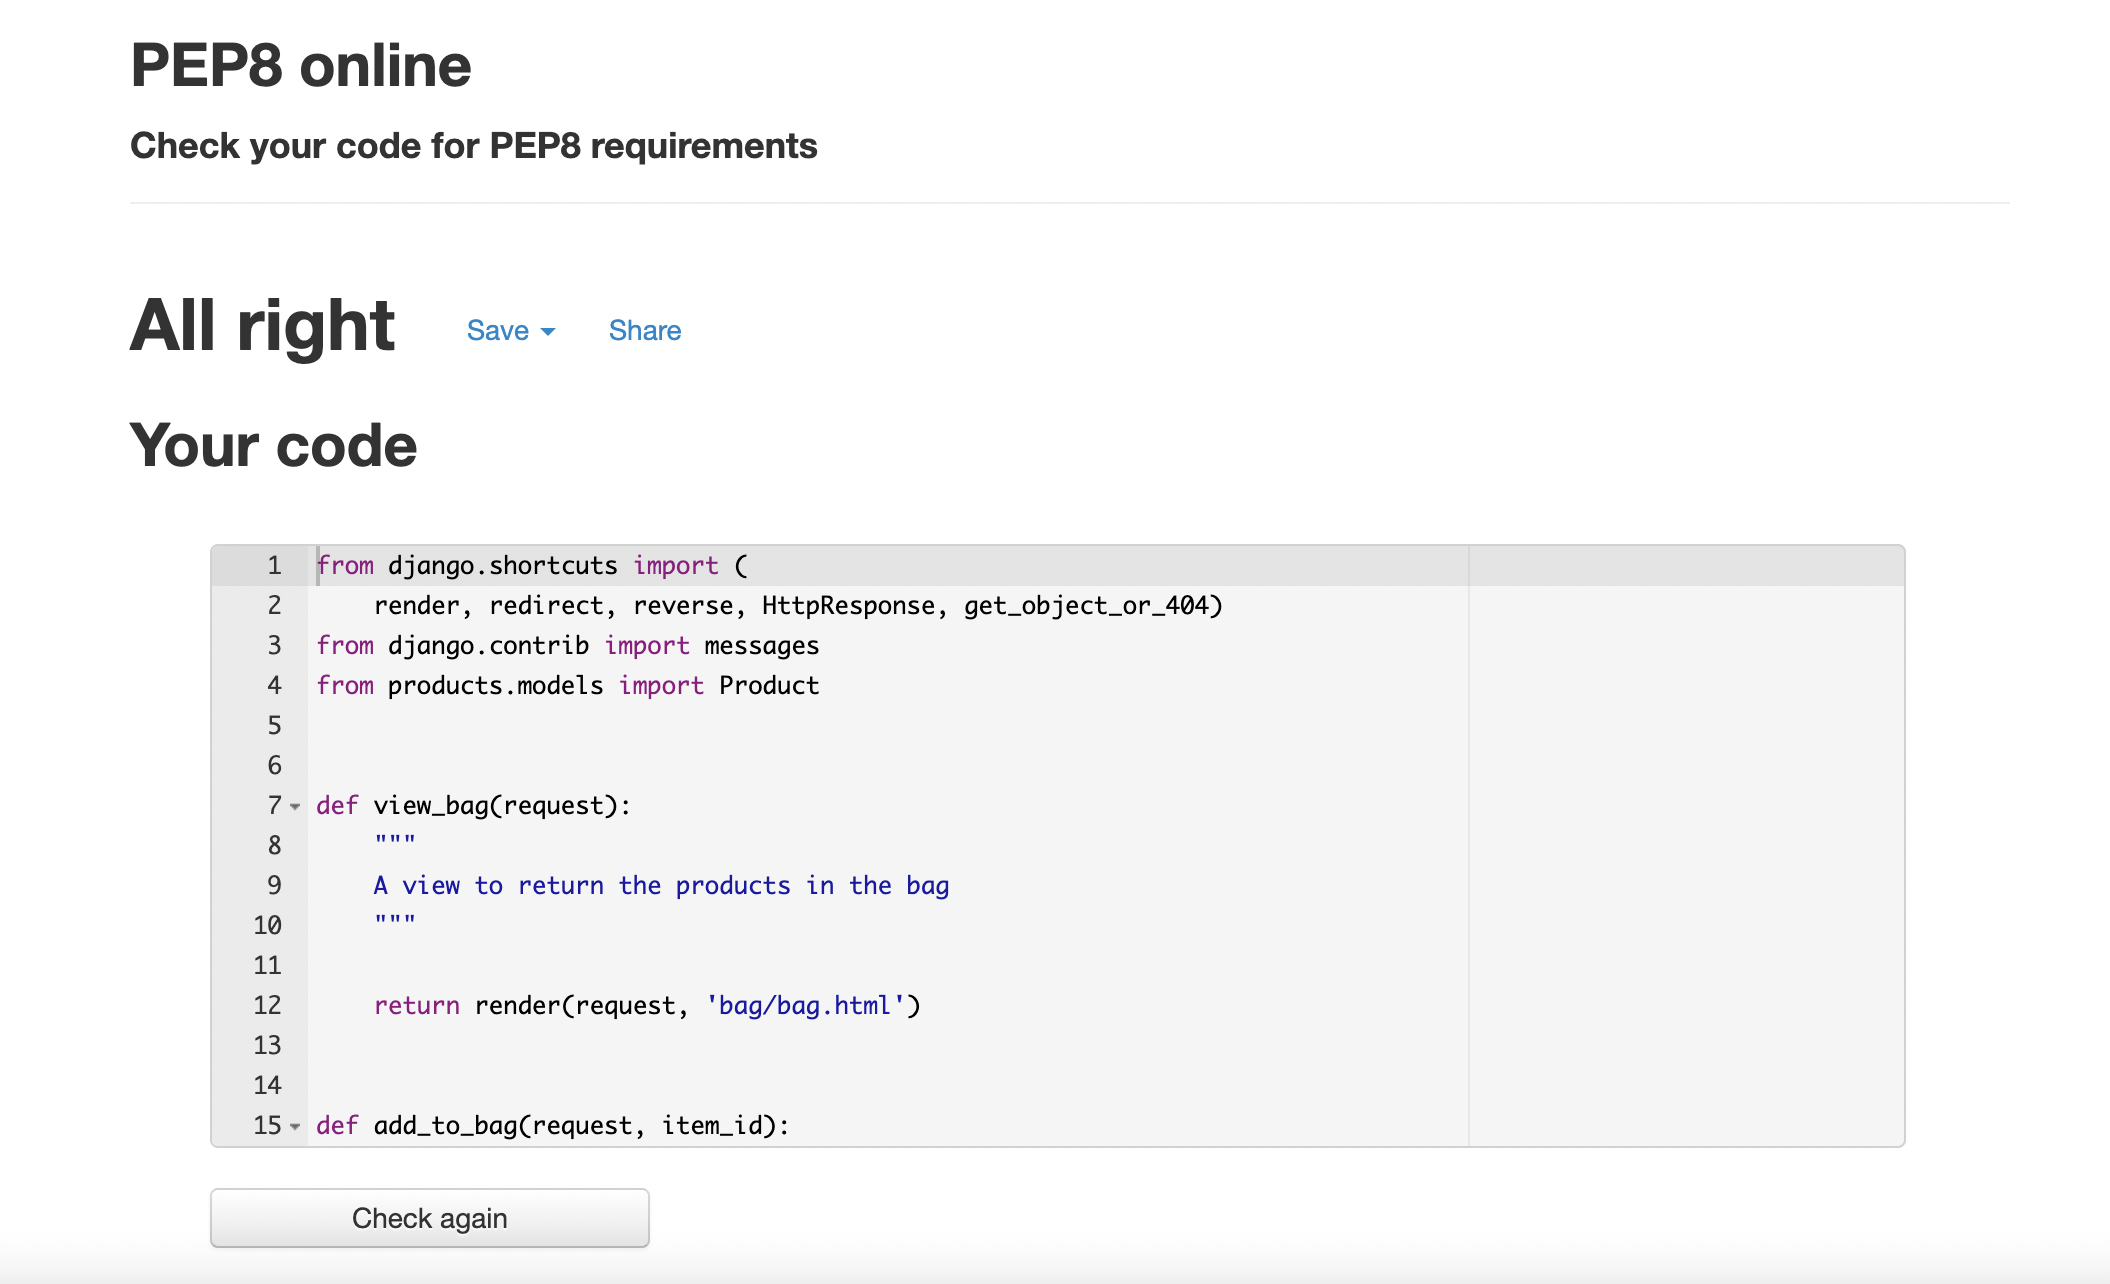 PEP8 online
Check your code for PEP8 requirements
All right Save Share
Your code
1 from django.shortcuts import (
2     render, redirect, reverse, HttpResponse, get_object_or_404)
3 from django.contrib import messages
4 from products.models import Product
5
6
7 def view_bag(request):
8     """
9     A view to return the products in the bag
10     """
11
12     return render(request, 'bag/bag.html')
13
14
15 def add_to_bag(request, item_id):
Check again